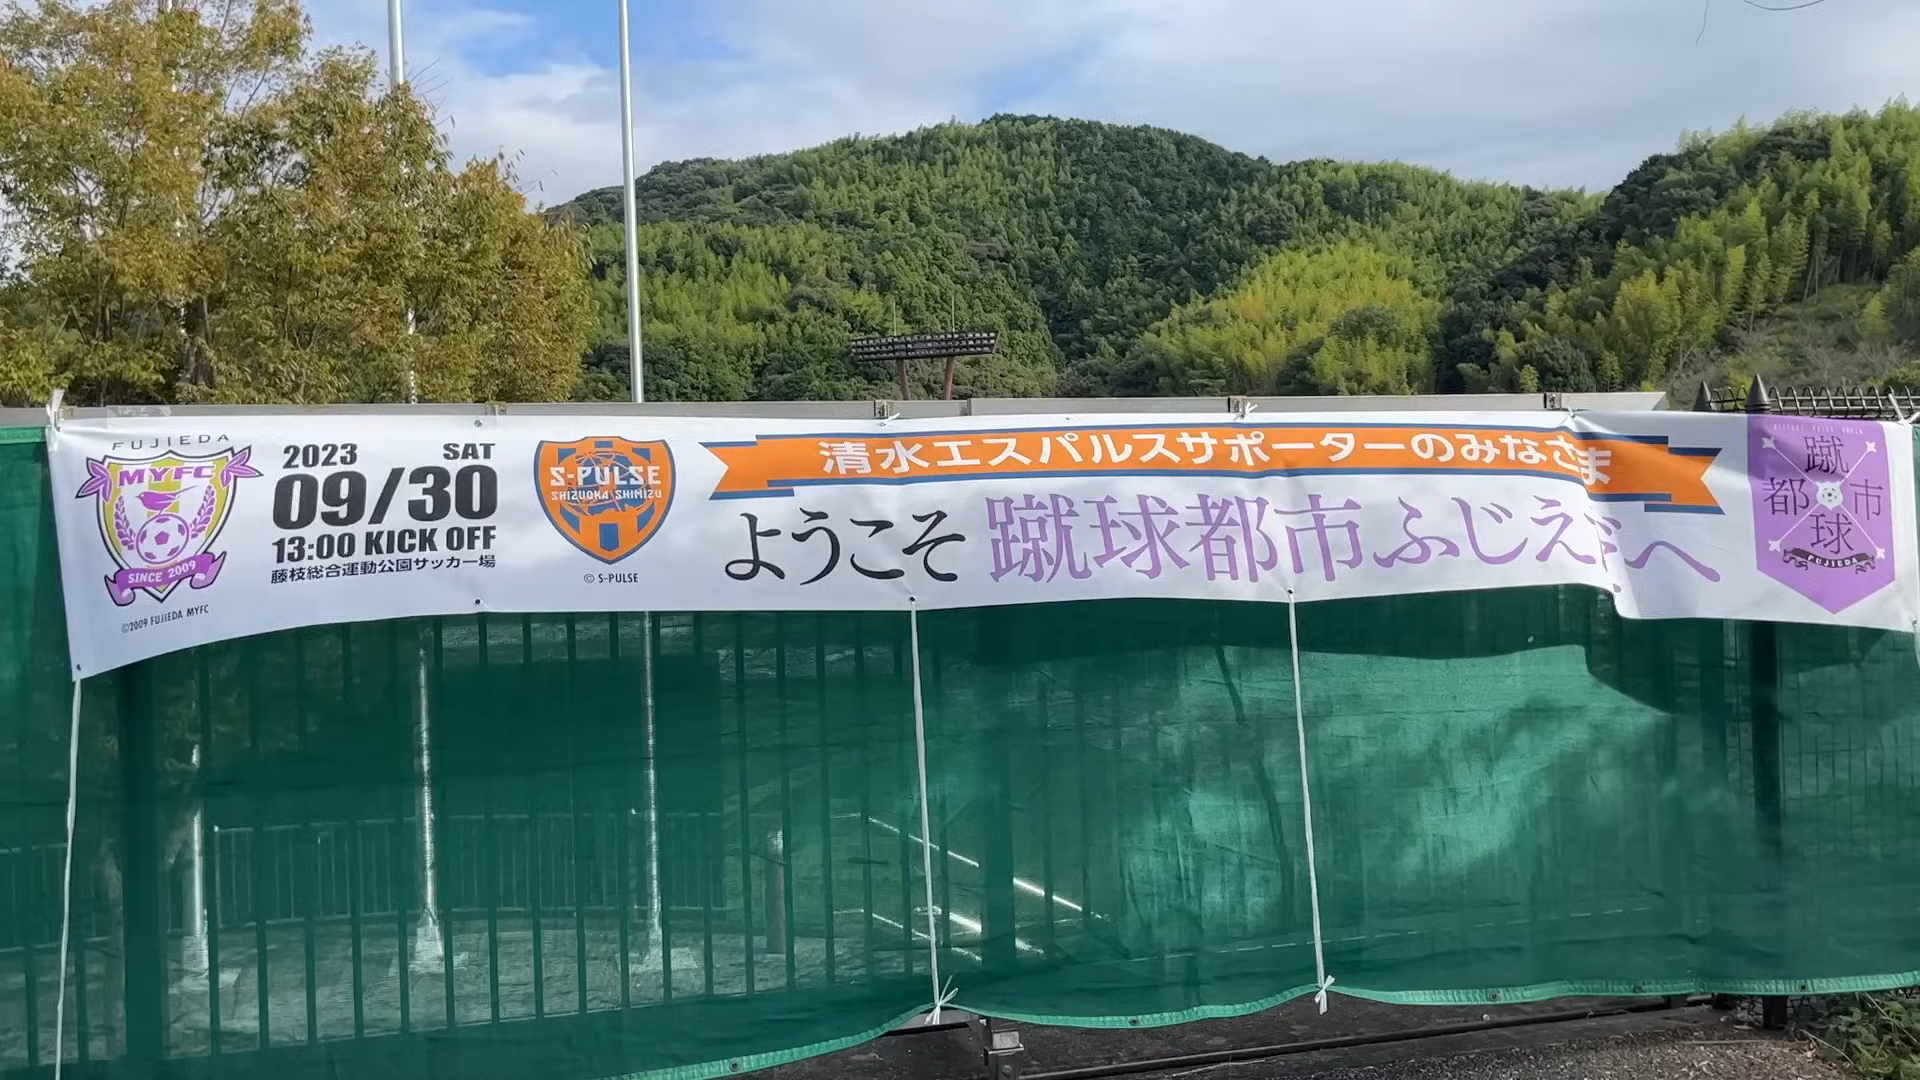 FUJIEDA
MYFC
SINCE 2009
©2009 FUJIEDA MYFC
2023 SAT
09/30
13:00 KICK OFF
藤枝総合運動公園サッカー場
S-PULSE
SHIZUOKA SHIMIZU
© S-PULSE
清水エスパルスサポーターのみなさま
ようこそ 蹴球都市ふじえだへ
蹴
都 市
球
FUJIEDA